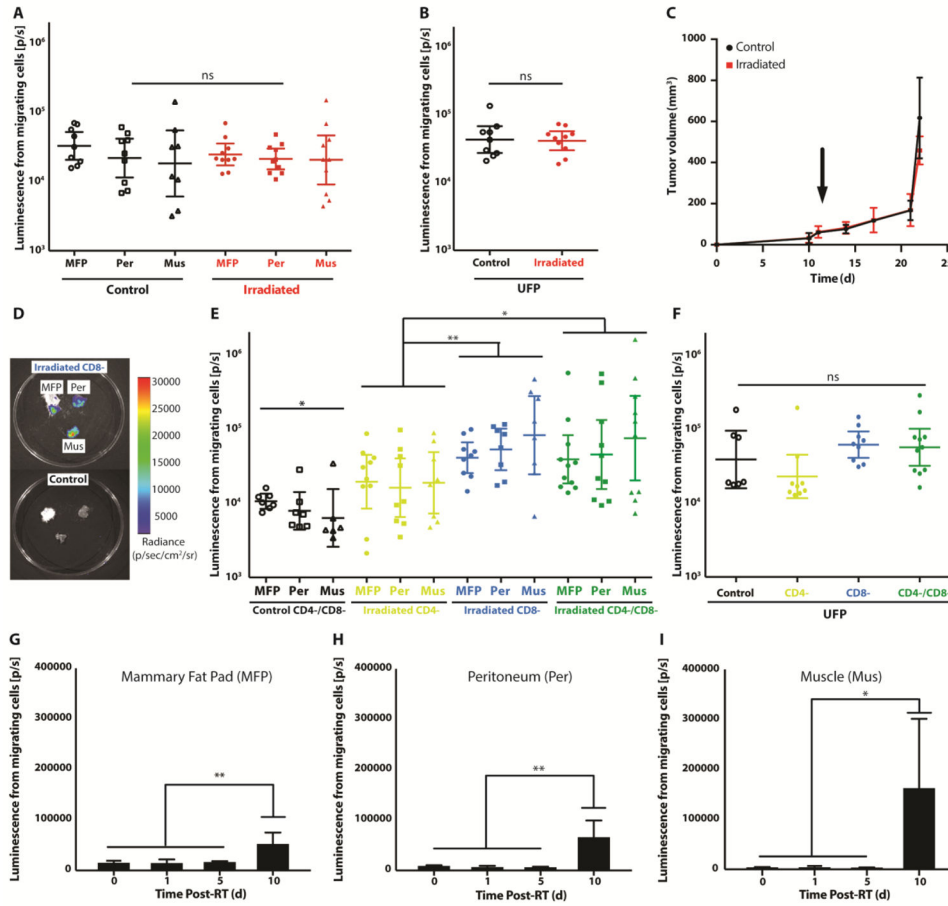 A
Luminescence from migrating cells [p/s]
10⁶
10⁵
10⁴
10³
ns
MFP Per Mus MFP Per Mus
Control Irradiated
B
Luminescence from migrating cells [p/s]
10⁶
10⁵
10⁴
10³
ns
Control Irradiated
UFP
C
Tumor volume (mm³)
1000
800
600
400
200
0
Control
Irradiated
0 5 10 15 20 25
Time (d)
D
Irradiated CD8-
MFP Per
Mus
Control
30000
25000
20000
15000
10000
5000
Radiance
(p/sec/cm²/sr)
E
Luminescence from migrating cells [p/s]
10⁶
10⁵
10⁴
10³
*
**
*
MFP Per Mus MFP Per Mus MFP Per Mus MFP Per Mus
Control CD4-/CD8- Irradiated CD4- Irradiated CD8- Irradiated CD4-/CD8-
F
Luminescence from migrating cells [p/s]
10⁶
10⁵
10⁴
10³
ns
Control CD4- CD8- CD4-/CD8-
UFP
G
Luminescence from migrating cells [p/s]
400000
300000
200000
100000
0
Mammary Fat Pad (MFP)
**
0 1 5 10
Time Post-RT (d)
H
Luminescence from migrating cells [p/s]
400000
300000
200000
100000
0
Peritoneum (Per)
**
0 1 5 10
Time Post-RT (d)
I
Luminescence from migrating cells [p/s]
400000
300000
200000
100000
0
Muscle (Mus)
*
0 1 5 10
Time Post-RT (d)